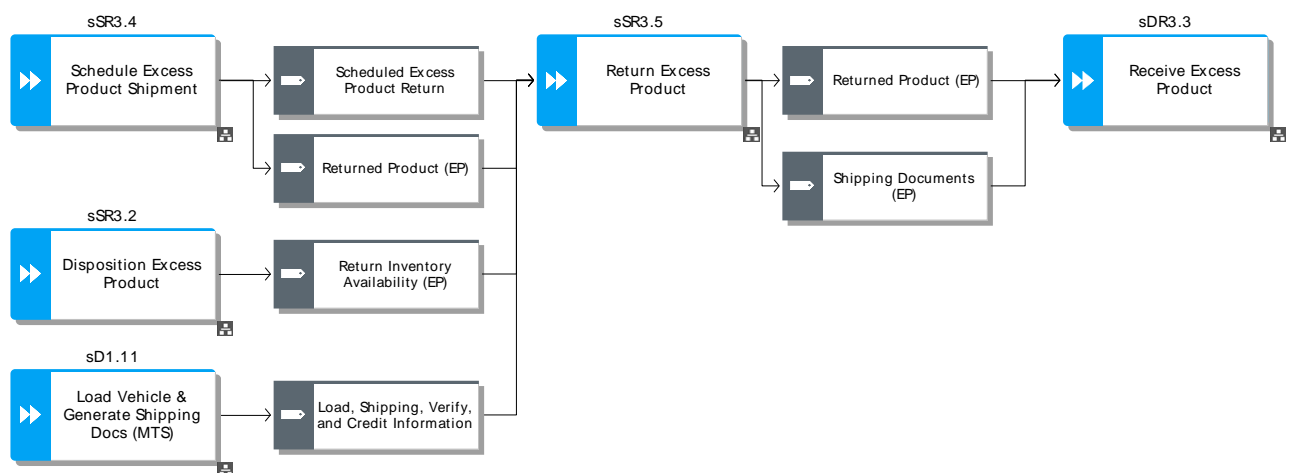 sSR3.4
Schedule Excess
Product Shipment
Scheduled Excess
Product Return
Returned Product (EP)
sSR3.5
Return Excess
Product
Returned Product (EP)
Shipping Documents
(EP)
sDR3.3
Receive Excess
Product
sSR3.2
Disposition Excess
Product
Return Inventory
Availability (EP)
sD1.11
Load Vehicle &
Generate Shipping
Docs (MTS)
Load, Shipping, Verify,
and Credit Information